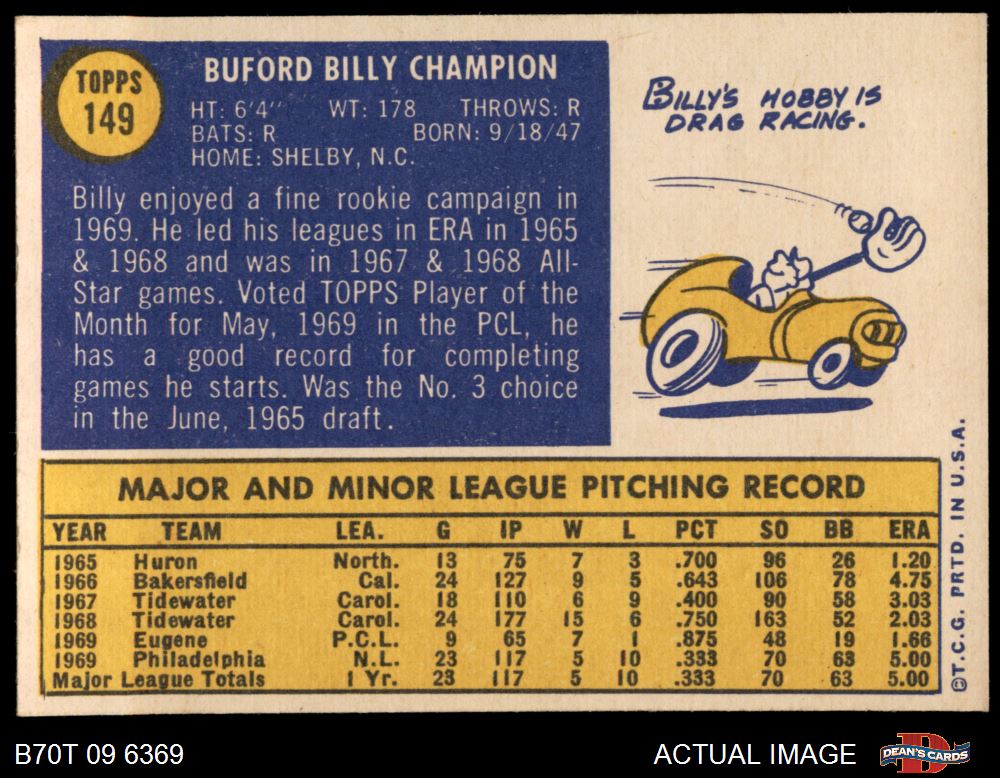 TOPPS
149
BUFORD BILLY CHAMPION
HT: 6'4" WT: 178 THROWS: R
BATS: R BORN: 9/18/47
HOME: SHELBY, N.C.
Billy enjoyed a fine rookie campaign in
1969. He led his leagues in ERA in 1965
& 1968 and was in 1967 & 1968 All-
Star games. Voted TOPPS Player of the
Month for May, 1969 in the PCL, he
has a good record for completing
games he starts. Was the No. 3 choice
in the June, 1965 draft.
BILLY'S HOBBY IS
DRAG RACING.
MAJOR AND MINOR LEAGUE PITCHING RECORD
YEAR TEAM LEA. G IP W L PCT SO BB ERA
1965 Huron North. 13 75 7 3 .700 96 26 1.20
1966 Bakersfield Cal. 24 127 9 5 .643 106 78 4.75
1967 Tidewater Carol. 18 110 6 9 .400 90 58 3.03
1968 Tidewater Carol. 24 177 15 6 .750 163 52 2.03
1969 Eugene P.C.L. 9 65 7 1 .875 48 19 1.66
1969 Philadelphia N.L. 23 117 5 10 .333 70 63 5.00
Major League Totals 1 Yr. 23 117 5 10 .333 70 63 5.00
©T.C.G. PRTD. IN U.S.A.
B70T 09 6369
ACTUAL IMAGE
DEAN'S CARDS